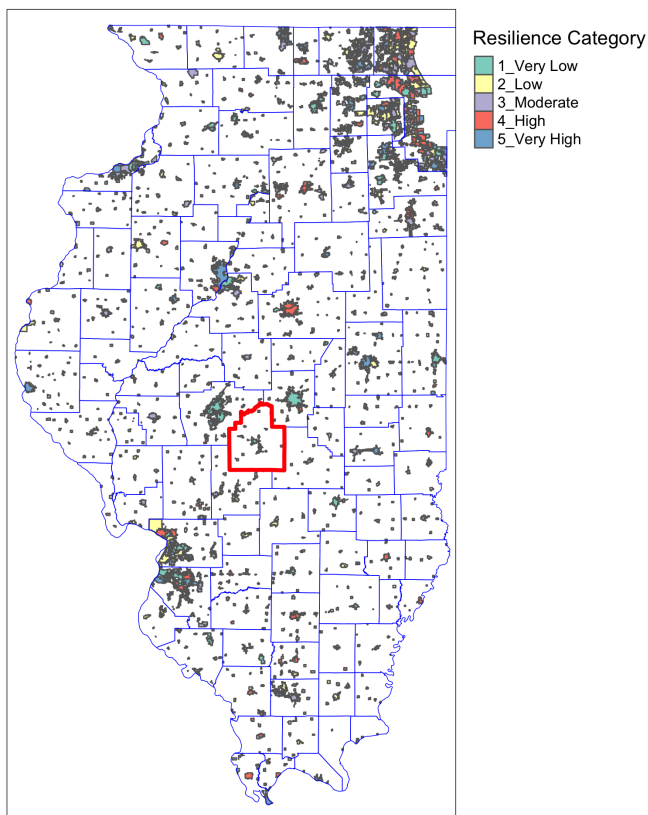 Resilience Category
1_Very Low
2_Low
3_Moderate
4_High
5_Very High